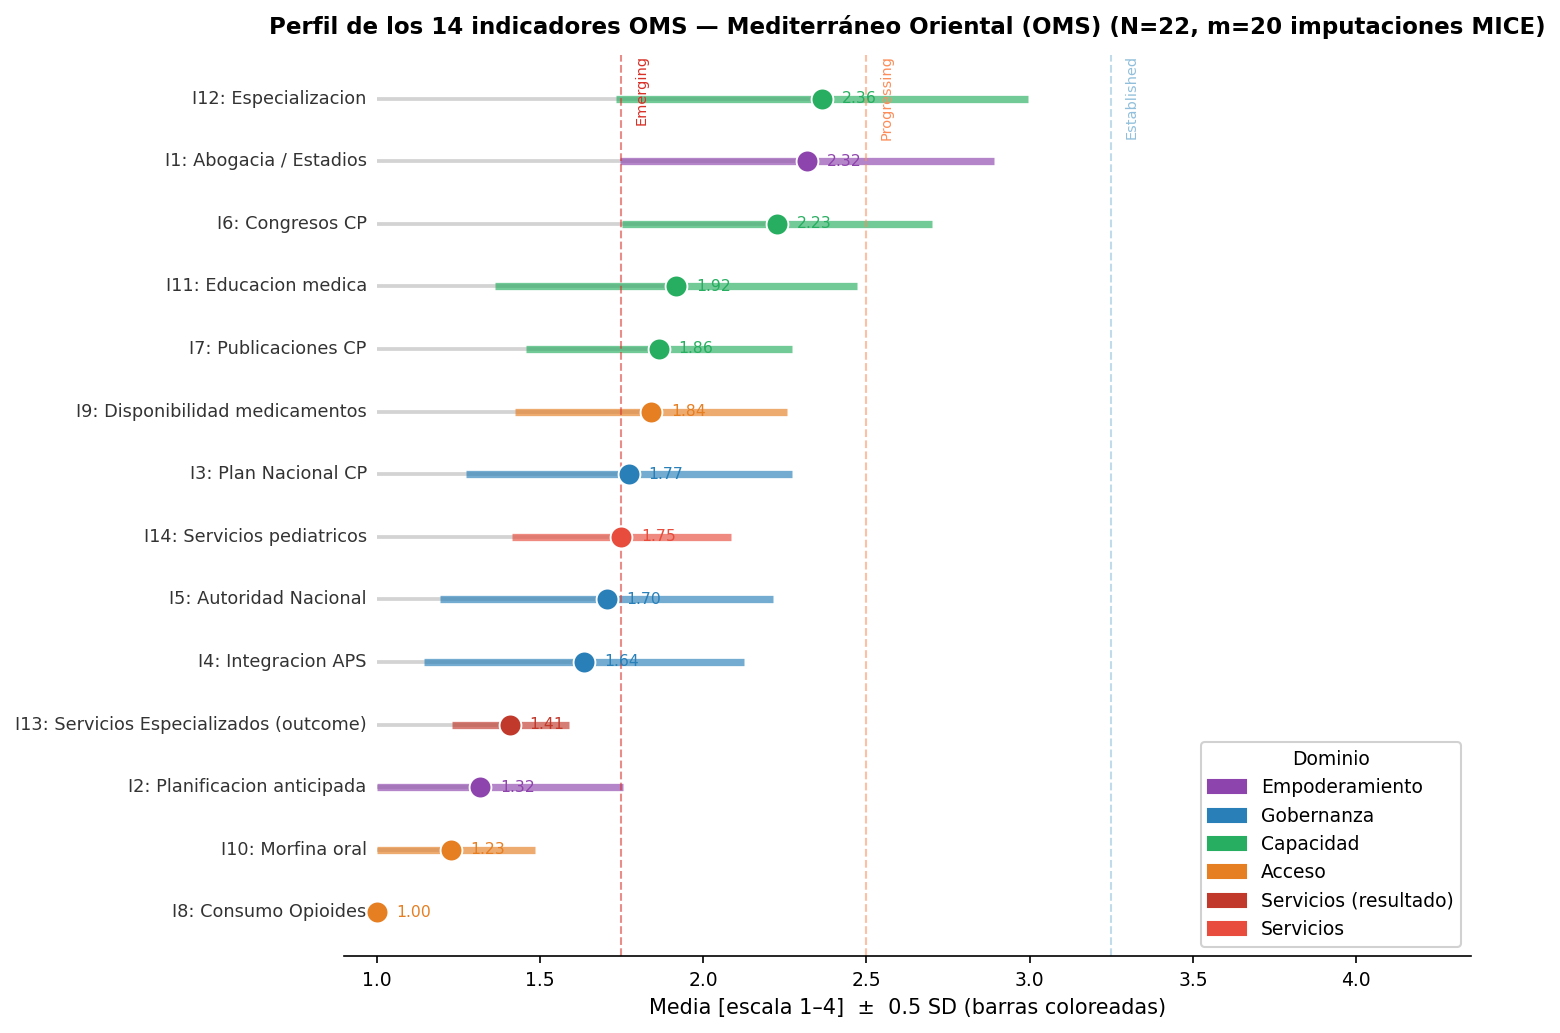 Perfil de los 14 indicadores OMS — Mediterráneo Oriental (OMS) (N=22, m=20 imputaciones MICE)
Emerging
Progressing
Established
I12: Especializacion 2.36
I1: Abogacia / Estadios 2.32
I6: Congresos CP 2.23
I11: Educacion medica 1.92
I7: Publicaciones CP 1.86
I9: Disponibilidad medicamentos 1.84
I3: Plan Nacional CP 1.77
I14: Servicios pediatricos 1.75
I5: Autoridad Nacional 1.70
I4: Integracion APS 1.64
I13: Servicios Especializados (outcome) 1.41
I2: Planificacion anticipada 1.32
I10: Morfina oral 1.23
I8: Consumo Opioides 1.00
Dominio
Empoderamiento
Gobernanza
Capacidad
Acceso
Servicios (resultado)
Servicios
1.0 1.5 2.0 2.5 3.0 3.5 4.0
Media [escala 1–4] ± 0.5 SD (barras coloreadas)